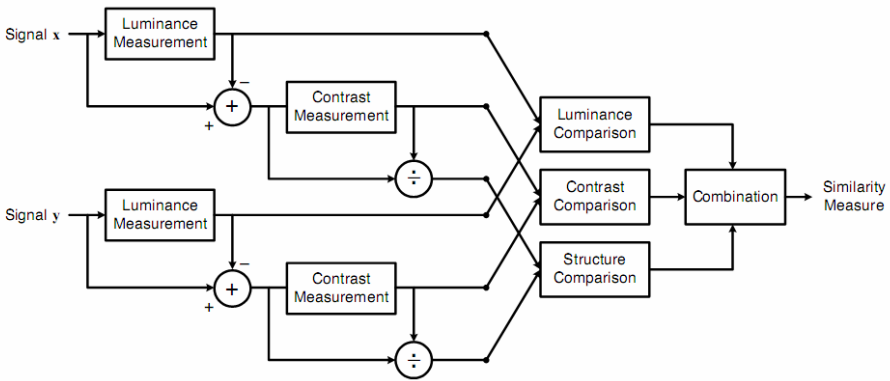 Signal x
Luminance
Measurement
−
+
+
Contrast
Measurement
÷
Signal y
Luminance
Measurement
−
+
+
Contrast
Measurement
÷
Luminance
Comparison
Contrast
Comparison
Structure
Comparison
Combination
Similarity
Measure